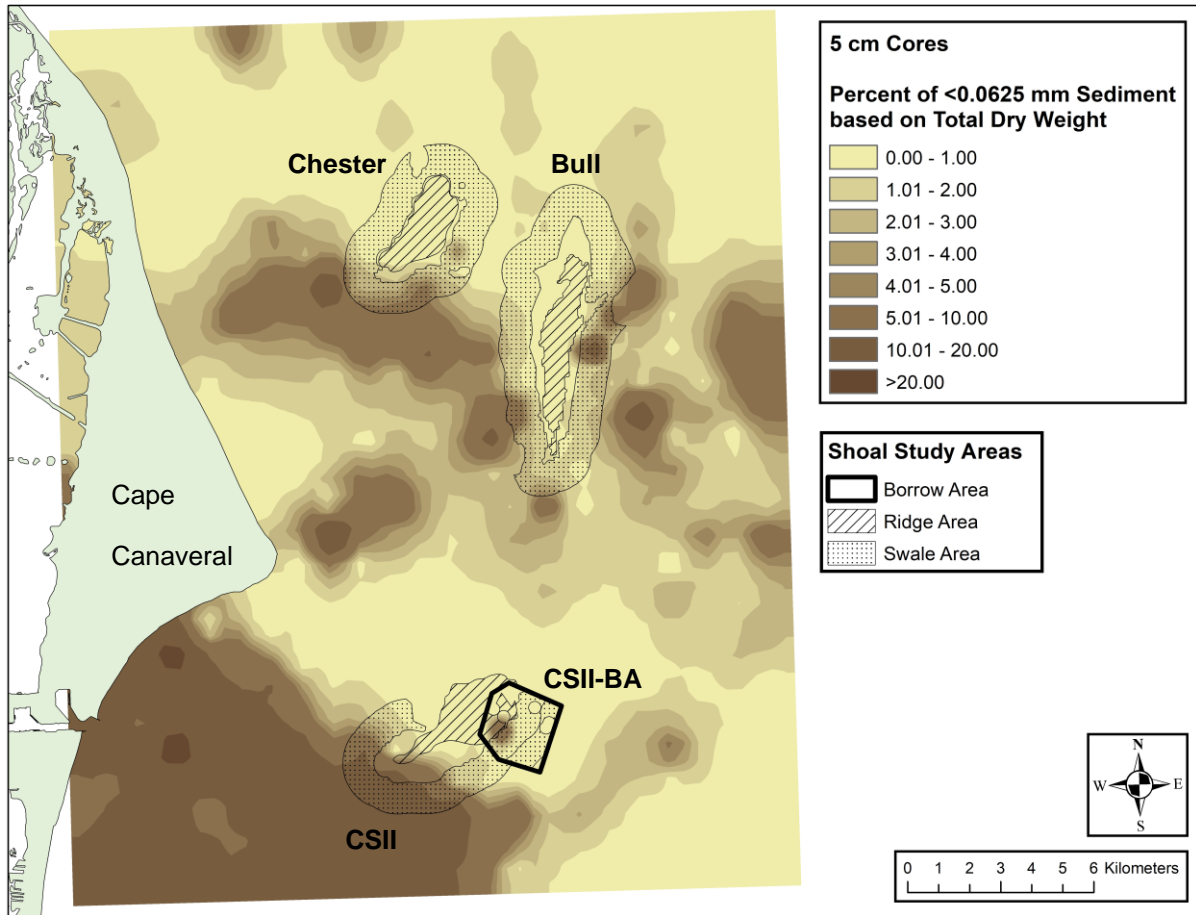 Chester
Bull
Cape
Canaveral
CSII-BA
CSII
5 cm Cores
Percent of <0.0625 mm Sediment
based on Total Dry Weight
0.00 - 1.00
1.01 - 2.00
2.01 - 3.00
3.01 - 4.00
4.01 - 5.00
5.01 - 10.00
10.01 - 20.00
>20.00
Shoal Study Areas
Borrow Area
Ridge Area
Swale Area
N
W E
S
0 1 2 3 4 5 6 Kilometers